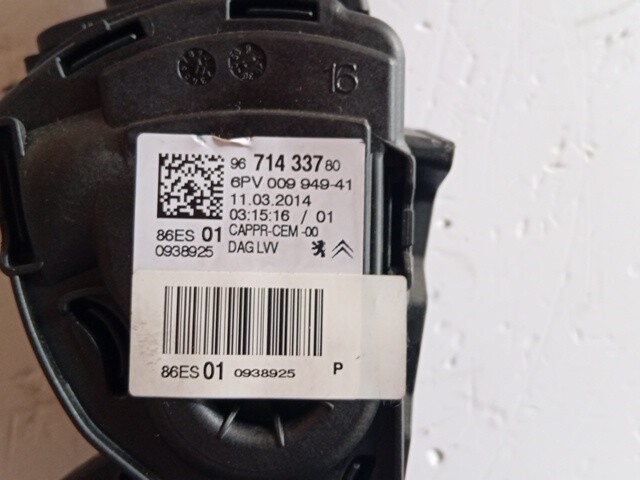 16
96 714 337 80
6PV 009 949-41
11.03.2014
03:15:16 / 01
CAPPR-CEM -00
DAG LVV
86ES 01
0938925
86ES 01 0938925 P